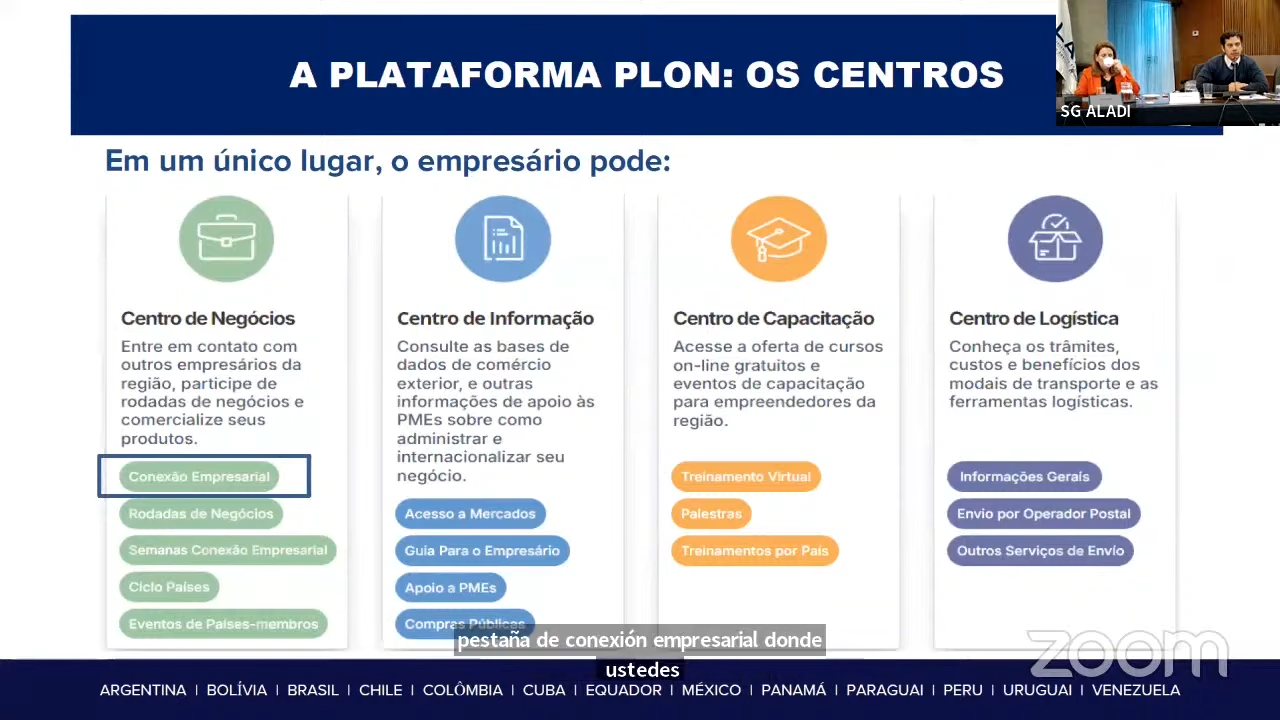 A PLATAFORMA PLON: OS CENTROS
SG ALADI
Em um único lugar, o empresário pode:
Centro de Negócios
Entre em contato com
outros empresários da
região, participe de
rodadas de negócios e
comercialize seus
produtos.
Conexão Empresarial
Rodadas de Negócios
Semanas Conexão Empresarial
Ciclo Países
Eventos de Países-membros
Centro de Informação
Consulte as bases de
dados de comércio
exterior, e outras
informações de apoio às
PMEs sobre como
administrar e
internacionalizar seu
negócio.
Acesso a Mercados
Guia Para o Empresário
Apoio a PMEs
Compras Públicas
Centro de Capacitação
Acesse a oferta de cursos
on-line gratuitos e
eventos de capacitação
para empreendedores da
região.
Treinamento Virtual
Palestras
Treinamentos por País
Centro de Logística
Conheça os trâmites,
custos e benefícios dos
modais de transporte e as
ferramentas logísticas.
Informações Gerais
Envio por Operador Postal
Outros Serviços de Envío
pestaña de conexión empresarial donde
ustedes
zoom
ARGENTINA | BOLÍVIA | BRASIL | CHILE | COLÔMBIA | CUBA | EQUADOR | MÉXICO | PANAMÁ | PARAGUAI | PERU | URUGUAI | VENEZUELA